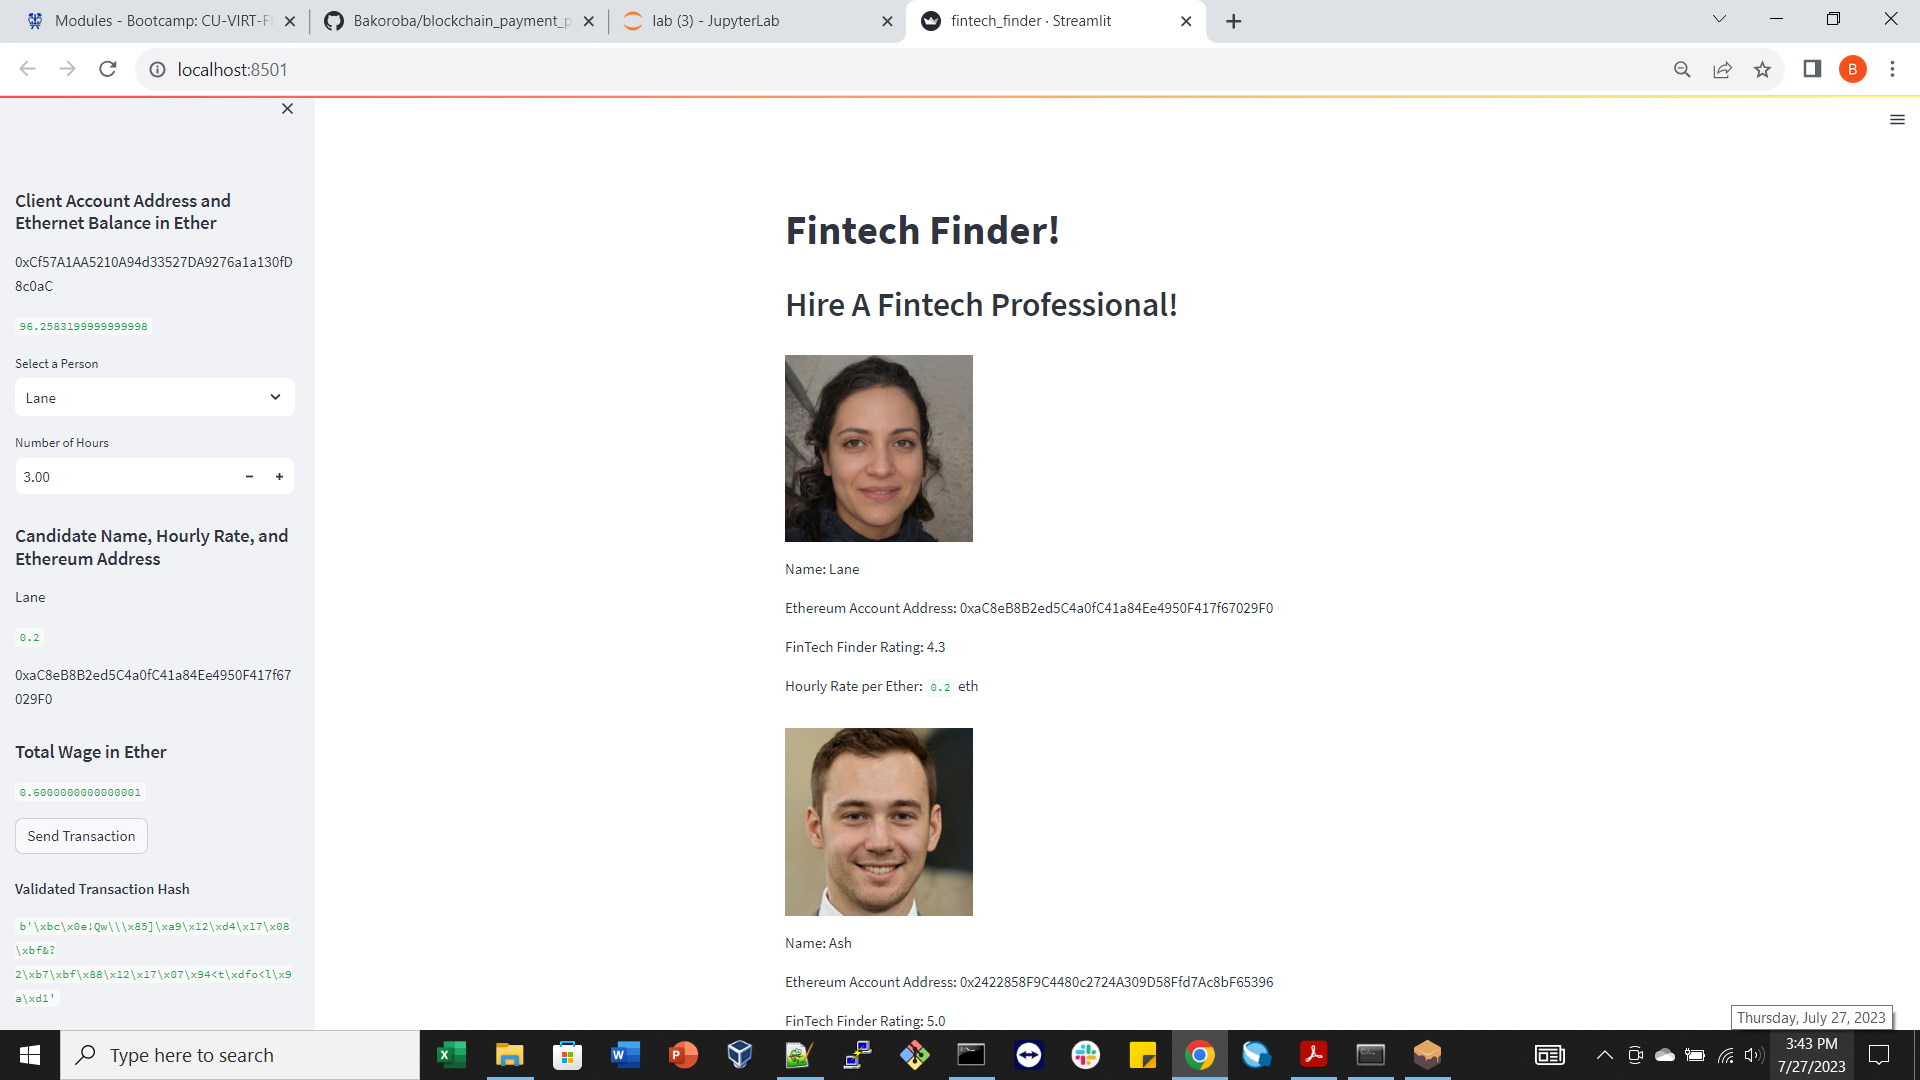 Modules - Bootcamp: CU-VIRT-F
Bakoroba/blockchain_payment_p
lab (3) - JupyterLab
fintech_finder · Streamlit
localhost:8501
B
Client Account Address and
Ethernet Balance in Ether
0xCf57A1AA5210A94d33527DA9276a1a130fD
8c0aC
96.2583199999999998
Select a Person
Lane
Number of Hours
3.00
Candidate Name, Hourly Rate, and
Ethereum Address
Lane
0.2
0xaC8eB8B2ed5C4a0fC41a84Ee4950F417f67
029F0
Total Wage in Ether
0.6000000000000001
Send Transaction
Validated Transaction Hash
b'\xbc\x0e!Qw\\\x85]\xa9\x12\xd4\x17\x08
\xbf&?
2\xb7\xbf\x88\x12\x17\x07\x94<t\xdfo<l\x9
a\xd1'
Fintech Finder!
Hire A Fintech Professional!
Name: Lane
Ethereum Account Address: 0xaC8eB8B2ed5C4a0fC41a84Ee4950F417f67029F0
FinTech Finder Rating: 4.3
Hourly Rate per Ether: 0.2 eth
Name: Ash
Ethereum Account Address: 0x2422858F9C4480c2724A309D58Ffd7Ac8bF65396
FinTech Finder Rating: 5.0
Thursday, July 27, 2023
Type here to search
3:43 PM
7/27/2023